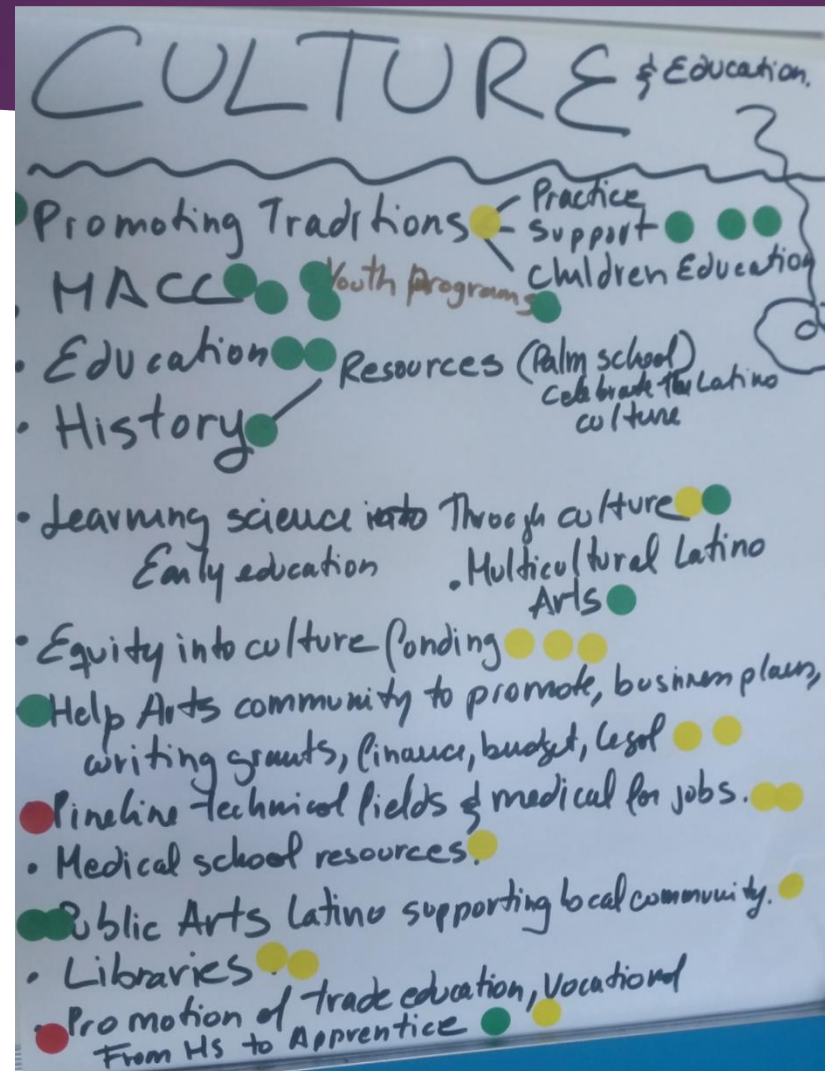 CULTURE & Education.
Promoting Traditions
Practice
Support
Children Education
MACC
Youth Programs
Education
Resources (Palm school)
Celebrate The Latino
culture
History
Learning science into Through culture
Early education
Multicultural Latino
Arts
Equity into culture funding
Help Arts community to promote, business plans,
writing grants, finance, budget, legal
Pineline technical fields & medical for jobs.
Medical school resources.
Public Arts Latino supporting local community.
Libraries.
Promotion of trade education, Vocational
From HS to Apprentice